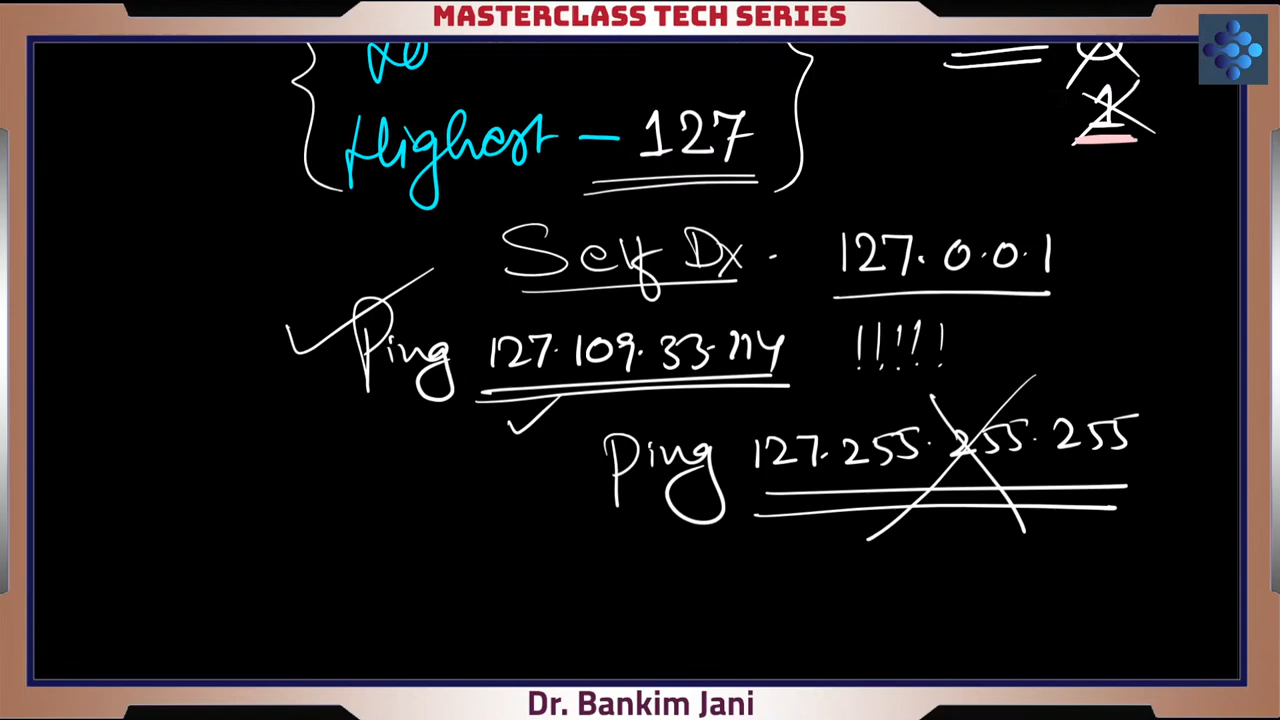 MASTERCLASS TECH SERIES
1
Highest - 127
Self Dx. 127.0.0.1
Ping 127.109.33.114 !!!!!
Ping 127.255.255.255
Dr. Bankim Jani